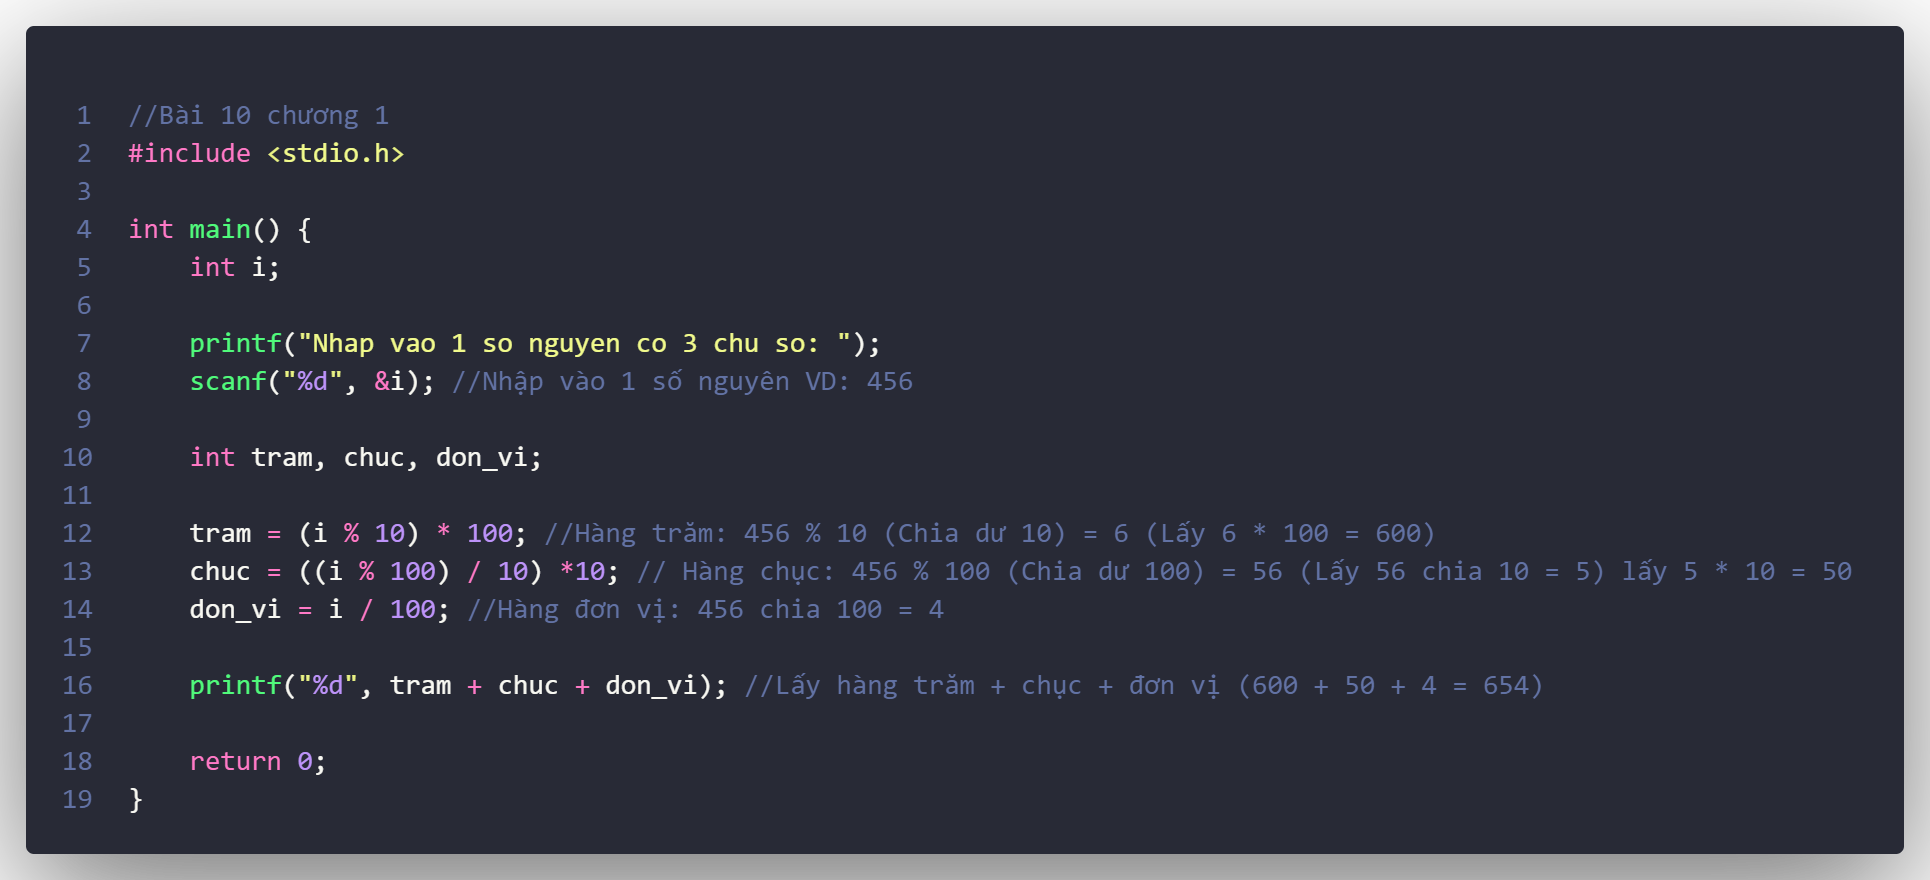 1 //Bài 10 chương 1
2 #include <stdio.h>
3
4 int main() {
5     int i;
6
7     printf("Nhap vao 1 so nguyen co 3 chu so: ");
8     scanf("%d", &i); //Nhập vào 1 số nguyên VD: 456
9
10     int tram, chuc, don_vi;
11
12     tram = (i % 10) * 100; //Hàng trăm: 456 % 10 (Chia dư 10) = 6 (Lấy 6 * 100 = 600)
13     chuc = ((i % 100) / 10) *10; // Hàng chục: 456 % 100 (Chia dư 100) = 56 (Lấy 56 chia 10 = 5) lấy 5 * 10 = 50
14     don_vi = i / 100; //Hàng đơn vị: 456 chia 100 = 4
15
16     printf("%d", tram + chuc + don_vi); //Lấy hàng trăm + chục + đơn vị (600 + 50 + 4 = 654)
17
18     return 0;
19 }